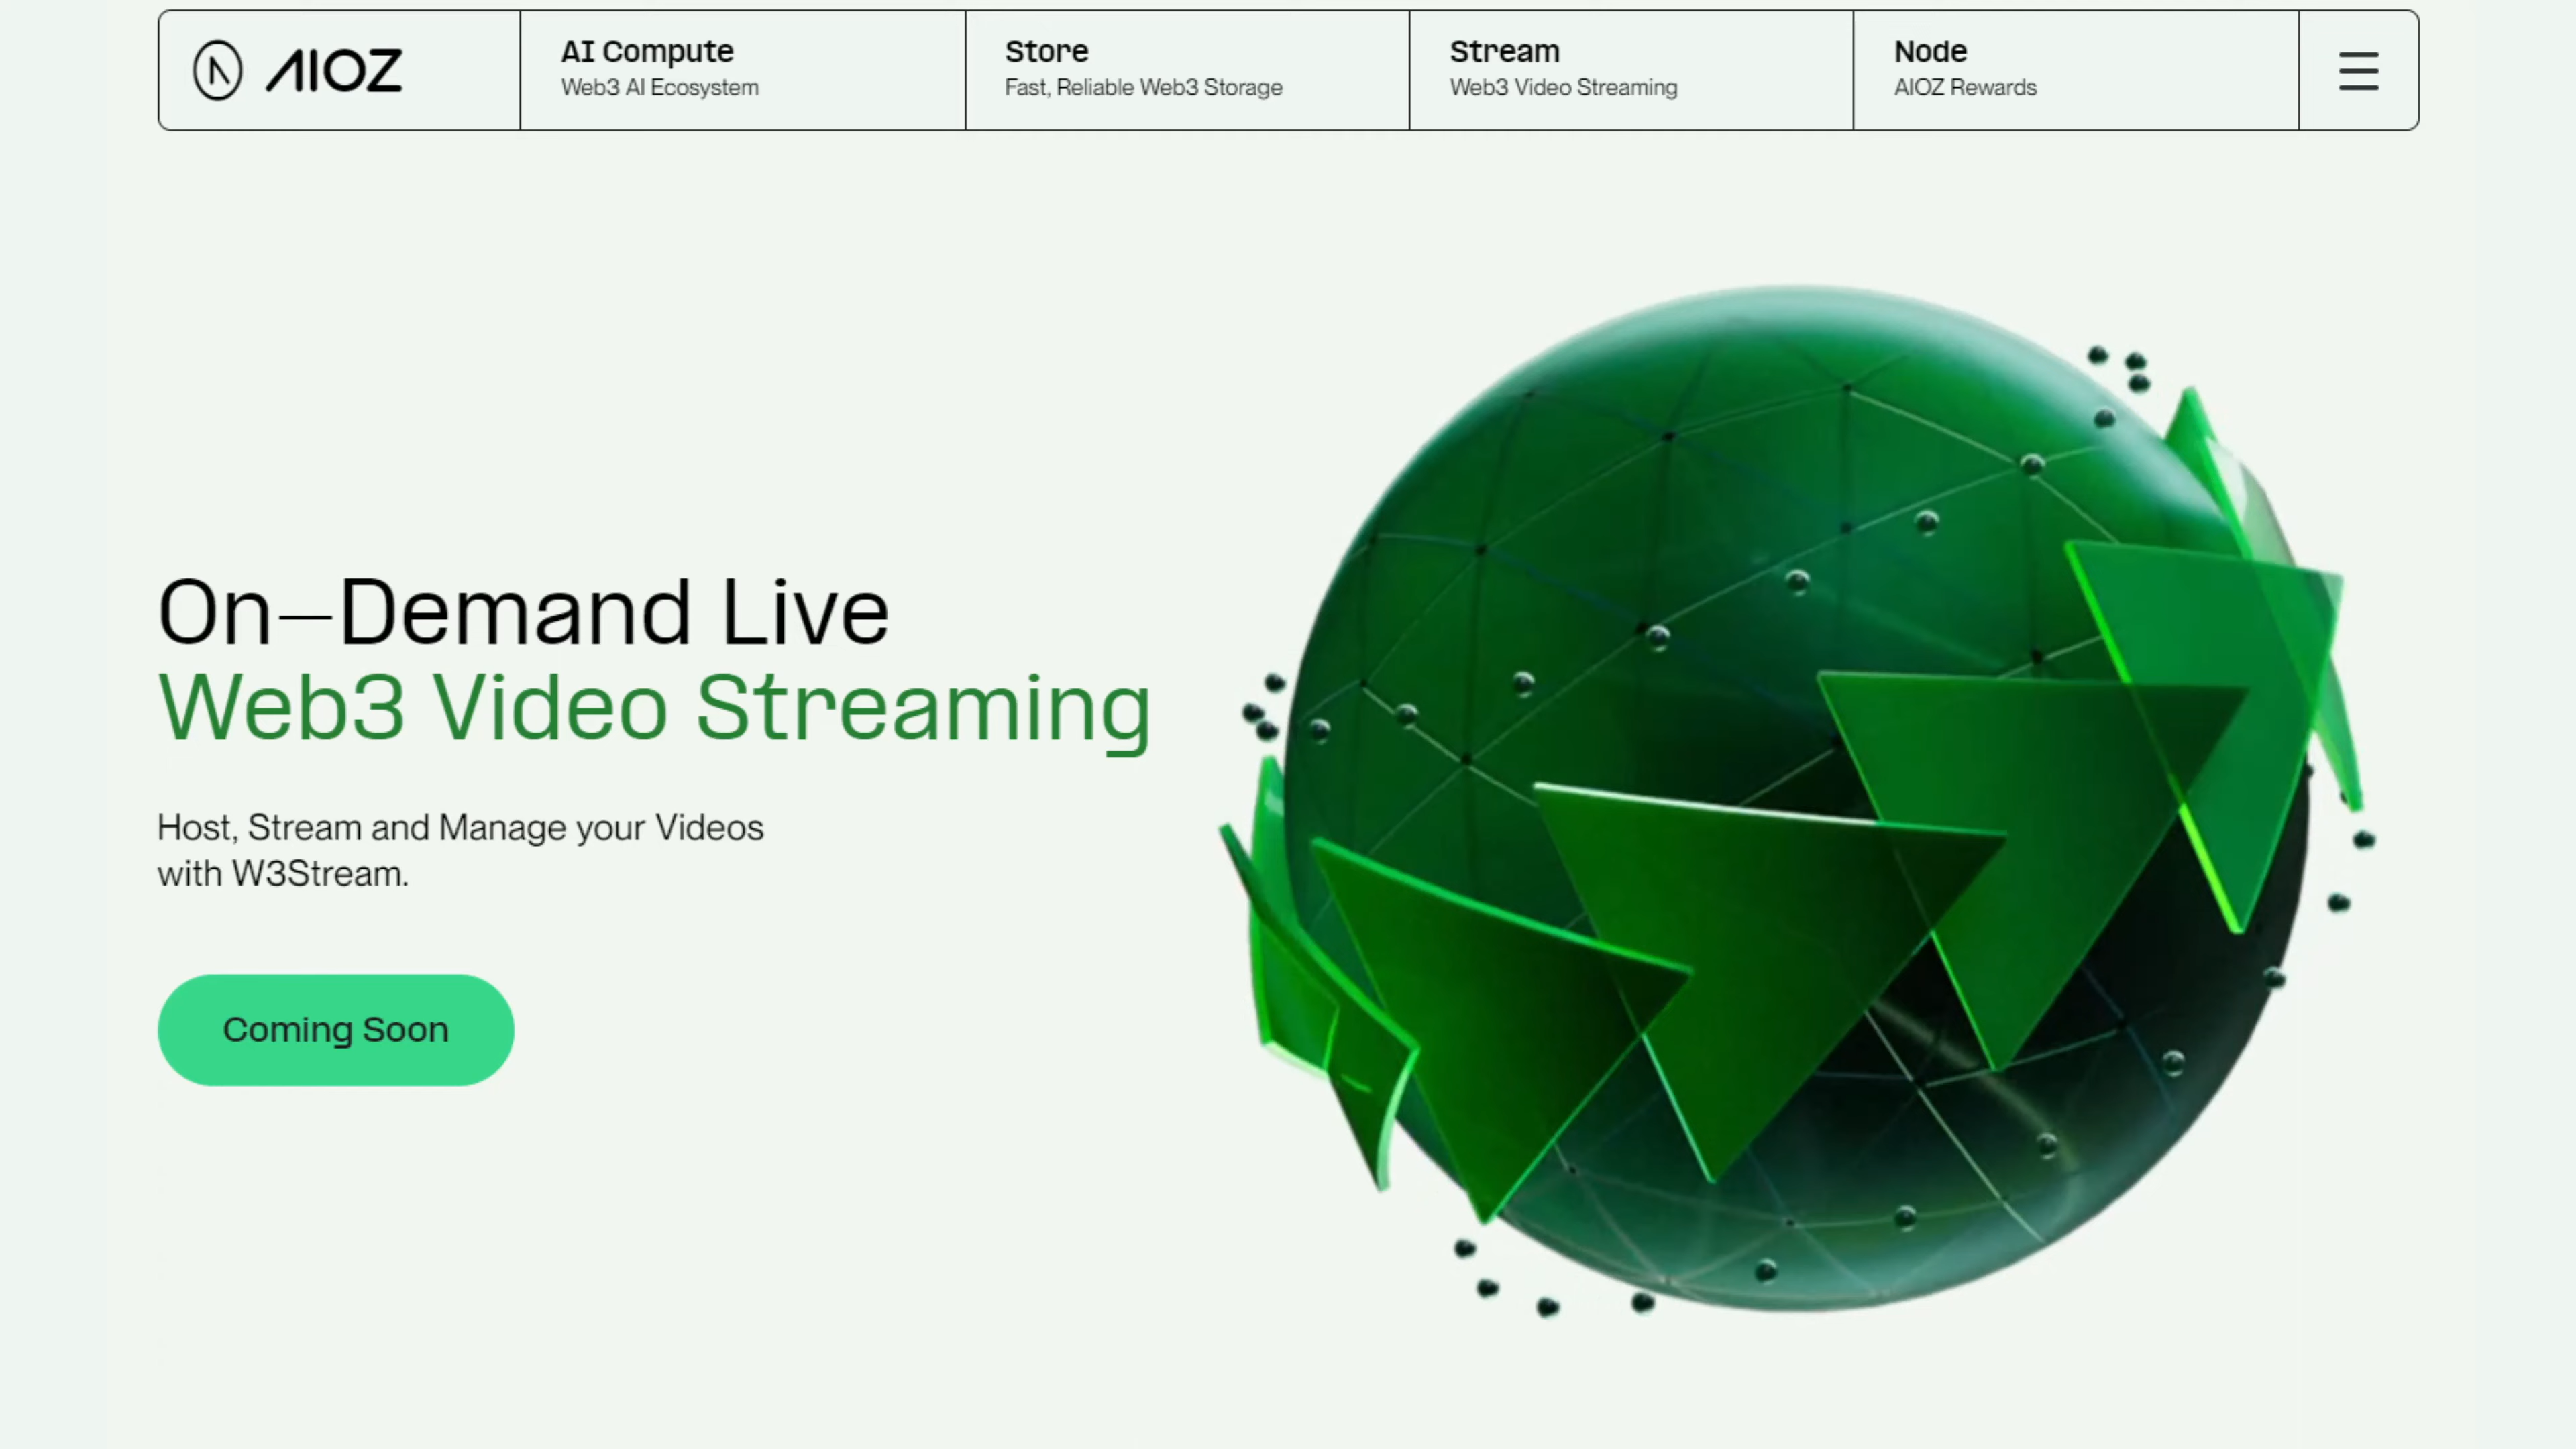 AIOZ
AI Compute
Web3 AI Ecosystem
Store
Fast, Reliable Web3 Storage
Stream
Web3 Video Streaming
Node
AIOZ Rewards
On—Demand Live
Web3 Video Streaming
Host, Stream and Manage your Videos
with W3Stream.
Coming Soon